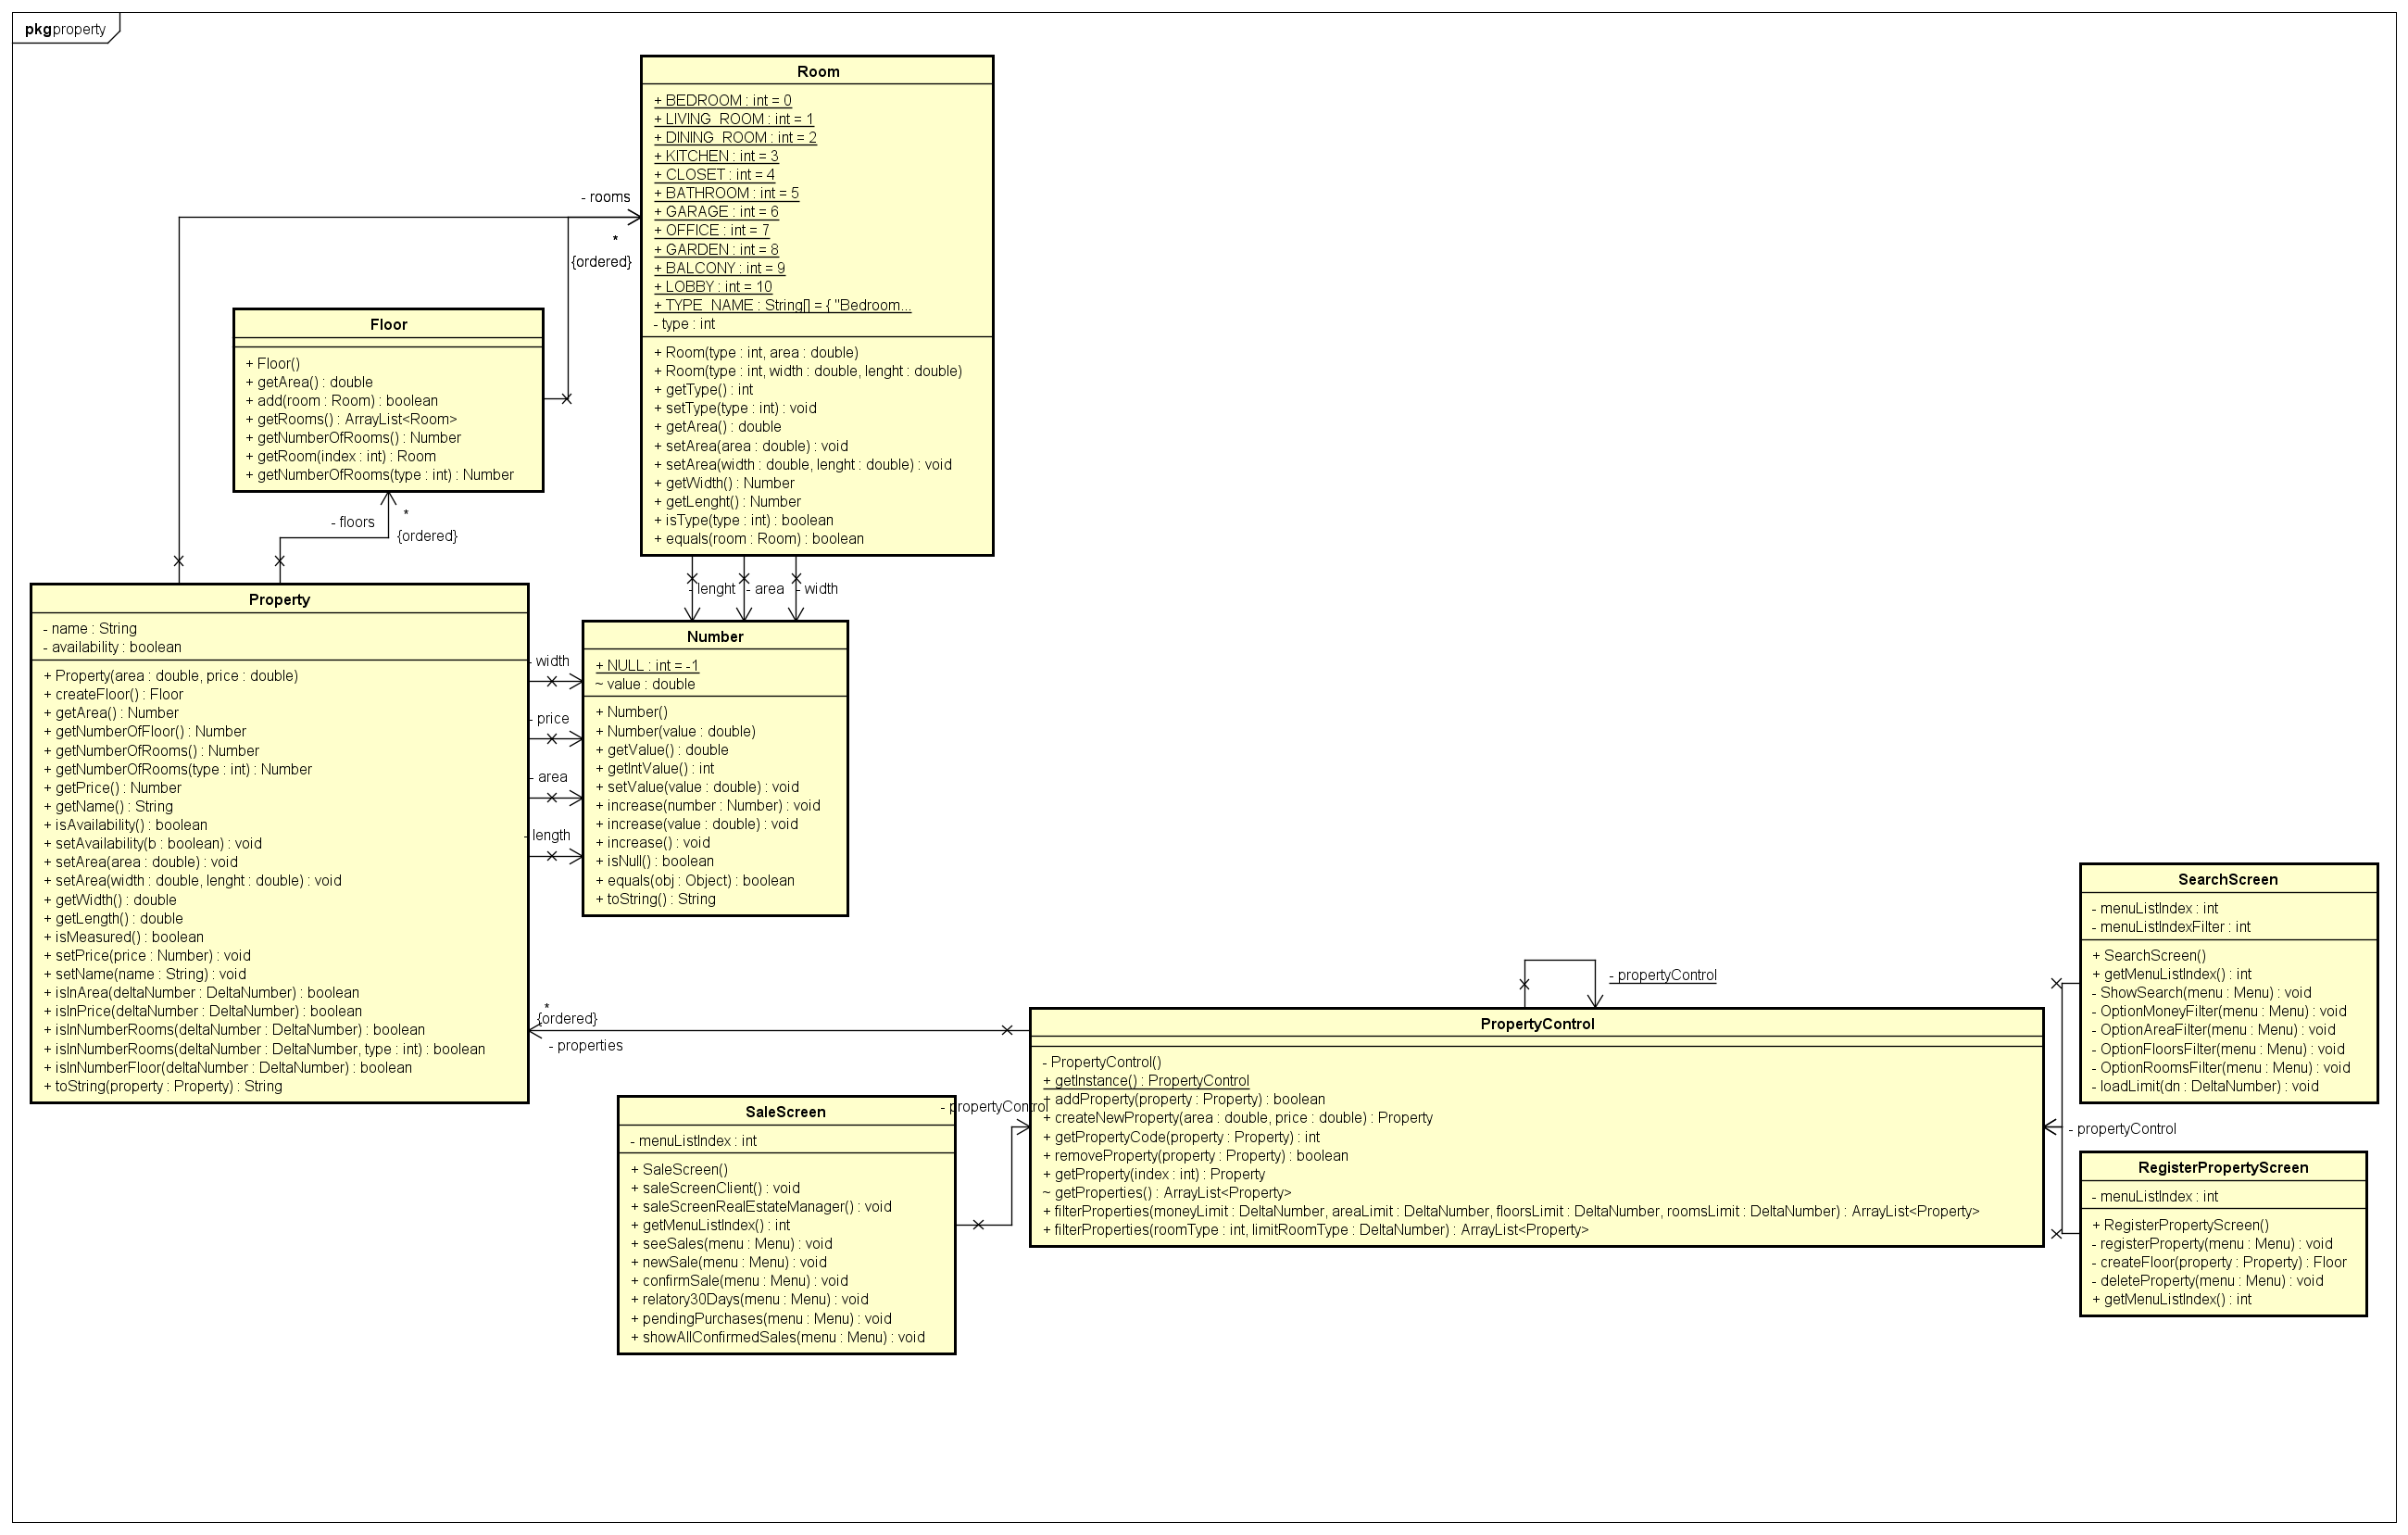 pkg property
Room
+ BEDROOM : int = 0
+ LIVING_ROOM : int = 1
+ DINING_ROOM : int = 2
+ KITCHEN : int = 3
+ CLOSET : int = 4
+ BATHROOM : int = 5
+ GARAGE : int = 6
+ OFFICE : int = 7
+ GARDEN : int = 8
+ BALCONY : int = 9
+ LOBBY : int = 10
+ TYPE_NAME : String[] = { "Bedroom...
- type : int
+ Room(type : int, area : double)
+ Room(type : int, width : double, lenght : double)
+ getType() : int
+ setType(type : int) : void
+ getArea() : double
+ setArea(area : double) : void
+ setArea(width : double, lenght : double) : void
+ getWidth() : Number
+ getLenght() : Number
+ isType(type : int) : boolean
+ equals(room : Room) : boolean
- rooms
*
{ordered}
Floor
+ Floor()
+ getArea() : double
+ add(room : Room) : boolean
+ getRooms() : ArrayList<Room>
+ getNumberOfRooms() : Number
+ getRoom(index : int) : Room
+ getNumberOfRooms(type : int) : Number
- floors
*
{ordered}
- lenght
- area
- width
Property
- name : String
- availability : boolean
+ Property(area : double, price : double)
+ createFloor() : Floor
+ getArea() : Number
+ getNumberOfFloor() : Number
+ getNumberOfRooms() : Number
+ getNumberOfRooms(type : int) : Number
+ getPrice() : Number
+ getName() : String
+ isAvailability() : boolean
+ setAvailability(b : boolean) : void
+ setArea(area : double) : void
+ setArea(width : double, lenght : double) : void
+ getWidth() : double
+ getLength() : double
+ isMeasured() : boolean
+ setPrice(price : Number) : void
+ setName(name : String) : void
+ isInArea(deltaNumber : DeltaNumber) : boolean
+ isInPrice(deltaNumber : DeltaNumber) : boolean
+ isInNumberRooms(deltaNumber : DeltaNumber) : boolean
+ isInNumberRooms(deltaNumber : DeltaNumber, type : int) : boolean
+ isInNumberFloor(deltaNumber : DeltaNumber) : boolean
+ toString(property : Property) : String
- width
- price
- area
- length
Number
+ NULL : int = -1
~ value : double
+ Number()
+ Number(value : double)
+ getValue() : double
+ getIntValue() : int
+ setValue(value : double) : void
+ increase(number : Number) : void
+ increase(value : double) : void
+ increase() : void
+ isNull() : boolean
+ equals(obj : Object) : boolean
+ toString() : String
*
{ordered}
- properties
- propertyControl
PropertyControl
- PropertyControl()
+ getInstance() : PropertyControl
+ addProperty(property : Property) : boolean
+ createNewProperty(area : double, price : double) : Property
+ getPropertyCode(property : Property) : int
+ removeProperty(property : Property) : boolean
+ getProperty(index : int) : Property
~ getProperties() : ArrayList<Property>
+ filterProperties(moneyLimit : DeltaNumber, areaLimit : DeltaNumber, floorsLimit : DeltaNumber, roomsLimit : DeltaNumber) : ArrayList<Property>
+ filterProperties(roomType : int, limitRoomType : DeltaNumber) : ArrayList<Property>
SearchScreen
- menuListIndex : int
- menuListIndexFilter : int
+ SearchScreen()
+ getMenuListIndex() : int
- ShowSearch(menu : Menu) : void
- OptionMoneyFilter(menu : Menu) : void
- OptionAreaFilter(menu : Menu) : void
- OptionFloorsFilter(menu : Menu) : void
- OptionRoomsFilter(menu : Menu) : void
- loadLimit(dn : DeltaNumber) : void
- propertyControl
SaleScreen
- menuListIndex : int
+ SaleScreen()
+ saleScreenClient() : void
+ saleScreenRealEstateManager() : void
+ getMenuListIndex() : int
+ seeSales(menu : Menu) : void
+ newSale(menu : Menu) : void
+ confirmSale(menu : Menu) : void
+ relatory30Days(menu : Menu) : void
+ pendingPurchases(menu : Menu) : void
+ showAllConfirmedSales(menu : Menu) : void
- propertyControl
RegisterPropertyScreen
- menuListIndex : int
+ RegisterPropertyScreen()
- registerProperty(menu : Menu) : void
- createFloor(property : Property) : Floor
- deleteProperty(menu : Menu) : void
+ getMenuListIndex() : int